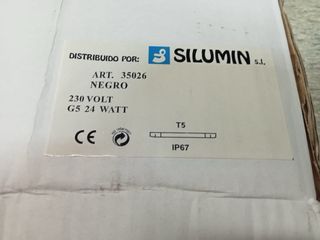 DISTRIBUIDO POR: SILUMIN s.l.
ART. 35026
NEGRO
230 VOLT
G5 24 WATT
CE
T5
IP67